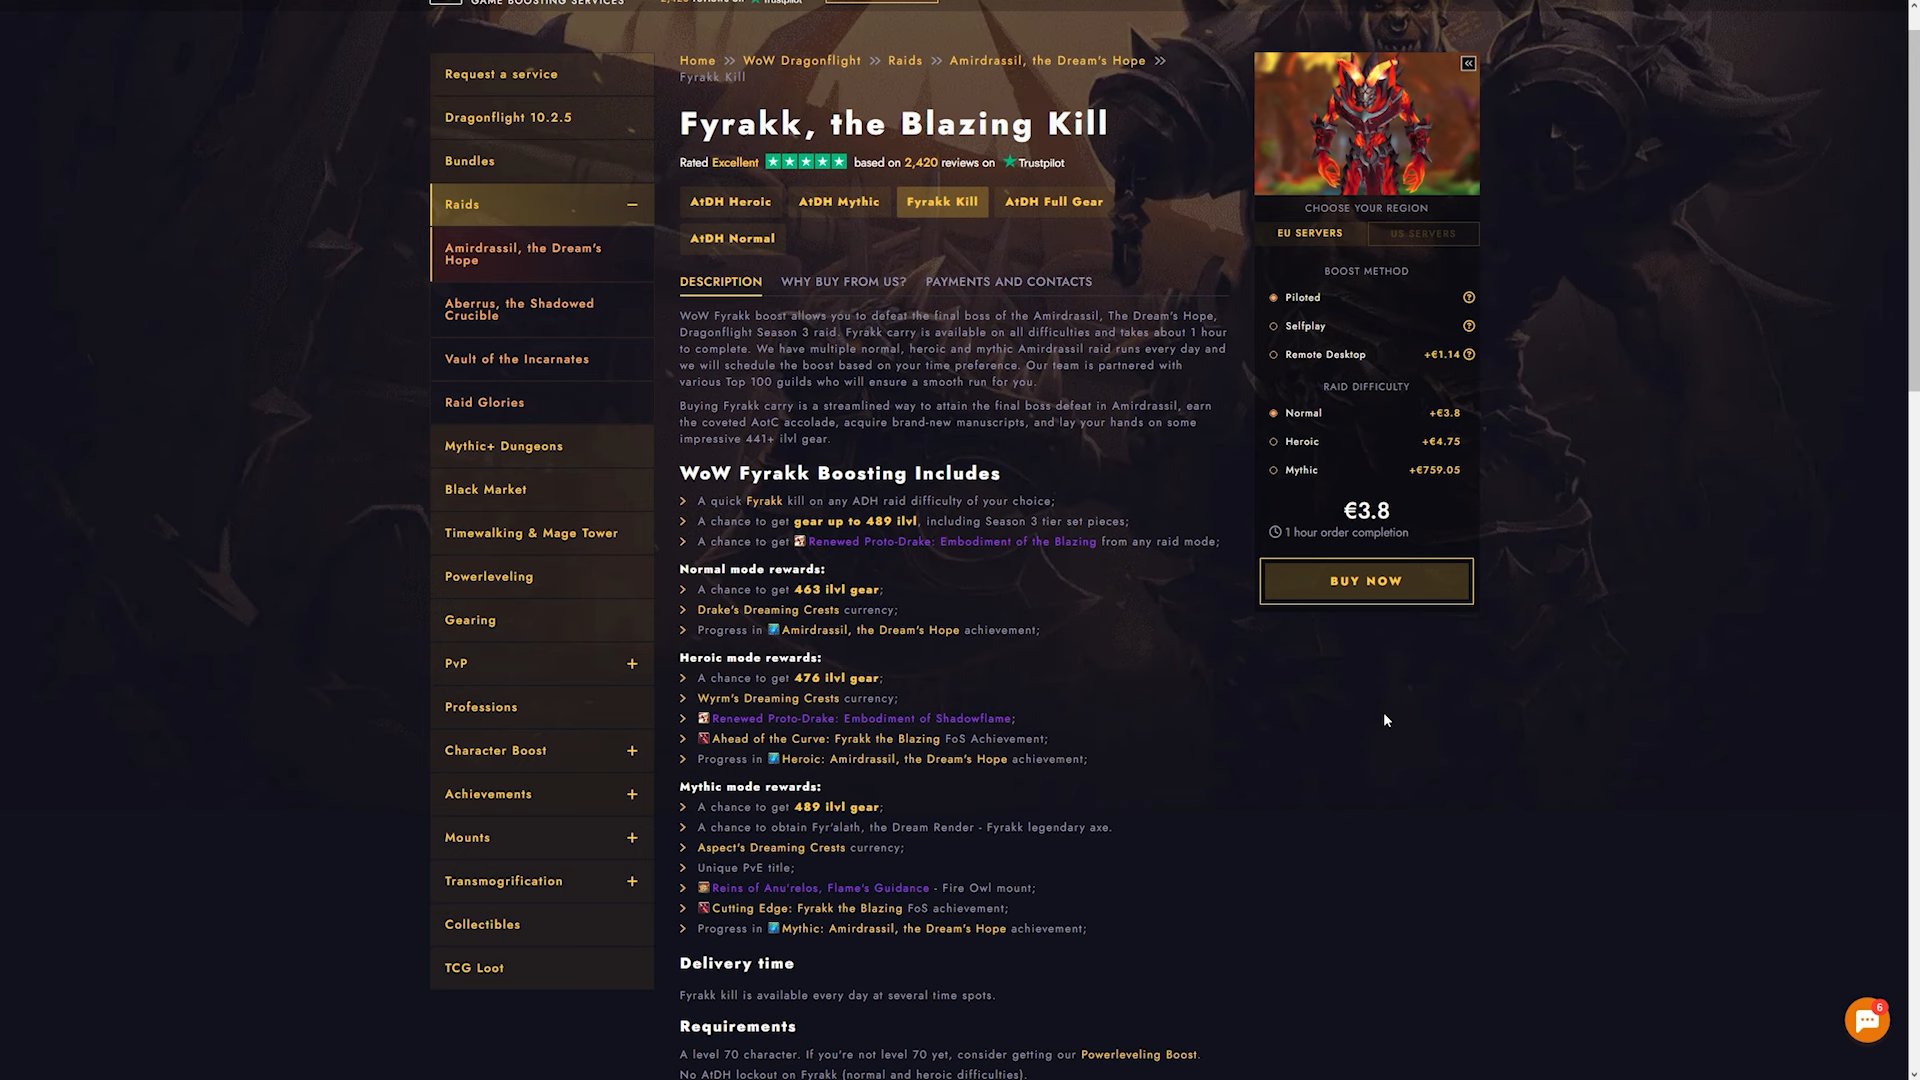 GAME BOOSTING SERVICES
2,420 reviews on Trustpilot
Request a service
Dragonflight 10.2.5
Bundles
Raids
Amirdrassil, the Dream's
Hope
Aberrus, the Shadowed
Crucible
Vault of the Incarnates
Raid Glories
Mythic+ Dungeons
Black Market
Timewalking & Mage Tower
Powerleveling
Gearing
PvP
Professions
Character Boost
Achievements
Mounts
Transmogrification
Collectibles
TCG Loot
Home >> WoW Dragonflight >> Raids >> Amirdrassil, the Dream's Hope >>
Fyrakk Kill
Fyrakk, the Blazing Kill
Rated Excellent based on 2,420 reviews on Trustpilot
AtDH Heroic AtDH Mythic Fyrakk Kill AtDH Full Gear
AtDH Normal
DESCRIPTION WHY BUY FROM US? PAYMENTS AND CONTACTS
WoW Fyrakk boost allows you to defeat the final boss of the Amirdrassil, The Dream's Hope,
Dragonflight Season 3 raid. Fyrakk carry is available on all difficulties and takes about 1 hour
to complete. We have multiple normal, heroic and mythic Amirdrassil raid runs every day and
we will schedule the boost based on your time preference. Our team is partnered with
various Top 100 guilds who will ensure a smooth run for you.
Buying Fyrakk carry is a streamlined way to attain the final boss defeat in Amirdrassil, earn
the coveted AotC accolade, acquire brand-new manuscripts, and lay your hands on some
impressive 441+ ilvl gear.
WoW Fyrakk Boosting Includes
A quick Fyrakk kill on any ADH raid difficulty of your choice;
A chance to get gear up to 489 ilvl, including Season 3 tier set pieces;
A chance to get Renewed Proto-Drake: Embodiment of the Blazing from any raid mode;
Normal mode rewards:
A chance to get 463 ilvl gear;
Drake's Dreaming Crests currency;
Progress in Amirdrassil, the Dream's Hope achievement;
Heroic mode rewards:
A chance to get 476 ilvl gear;
Wyrm's Dreaming Crests currency;
Renewed Proto-Drake: Embodiment of Shadowflame;
Ahead of the Curve: Fyrakk the Blazing FoS Achievement;
Progress in Heroic: Amirdrassil, the Dream's Hope achievement;
Mythic mode rewards:
A chance to get 489 ilvl gear;
A chance to obtain Fyr'alath, the Dream Render - Fyrakk legendary axe.
Aspect's Dreaming Crests currency;
Unique PvE title;
Reins of Anu'relos, Flame's Guidance - Fire Owl mount;
Cutting Edge: Fyrakk the Blazing FoS achievement;
Progress in Mythic: Amirdrassil, the Dream's Hope achievement;
Delivery time
Fyrakk kill is available every day at several time spots.
Requirements
A level 70 character. If you're not level 70 yet, consider getting our Powerleveling Boost.
No AtDH lockout on Fyrakk (normal and heroic difficulties).
CHOOSE YOUR REGION
EU SERVERS US SERVERS
BOOST METHOD
Piloted
Selfplay
Remote Desktop +€1.14
RAID DIFFICULTY
Normal +€3.8
Heroic +€4.75
Mythic +€759.05
€3.8
1 hour order completion
BUY NOW
6